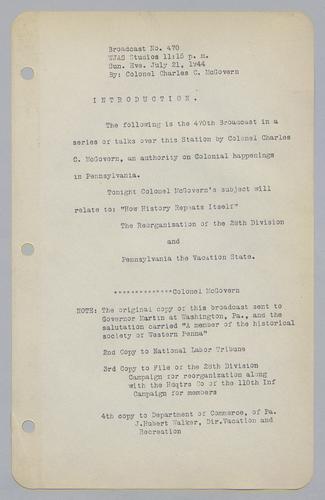 Broadcast No. 470
WJAS Studios 11:15 p. m.
Sun. Eve. July 21, 1944
By: Colonel Charles C. McGovern
I N T R O D U C T I O N .
The following is the 470th Broadcast in a
series of talks over this Station by Colonel Charles
C. McGovern, an authority on Colonial happenings
in Pennsylvania.
Tonight Colonel McGovern's subject will
relate to: "How History Repeats Itself"
The Reorganization of the 28th Division
and
Pennsylvania the Vacation State.
**************Colonel McGovern
NOTE: The original copy of this broadcast sent to
Governor Martin at Washington, Pa., and the
salutation carried "A member of the historical
society of Western Penna"
2nd Copy to National Labor Tribune
3rd Copy to File of the 28th Division
Campaign for reorganization along
with the Hdqtrs Co of the 110th Inf
Campaign for members
4th copy to Department of Commerce, of Pa.
J.Hubert Walker, Dir.Vacation and
Recreation